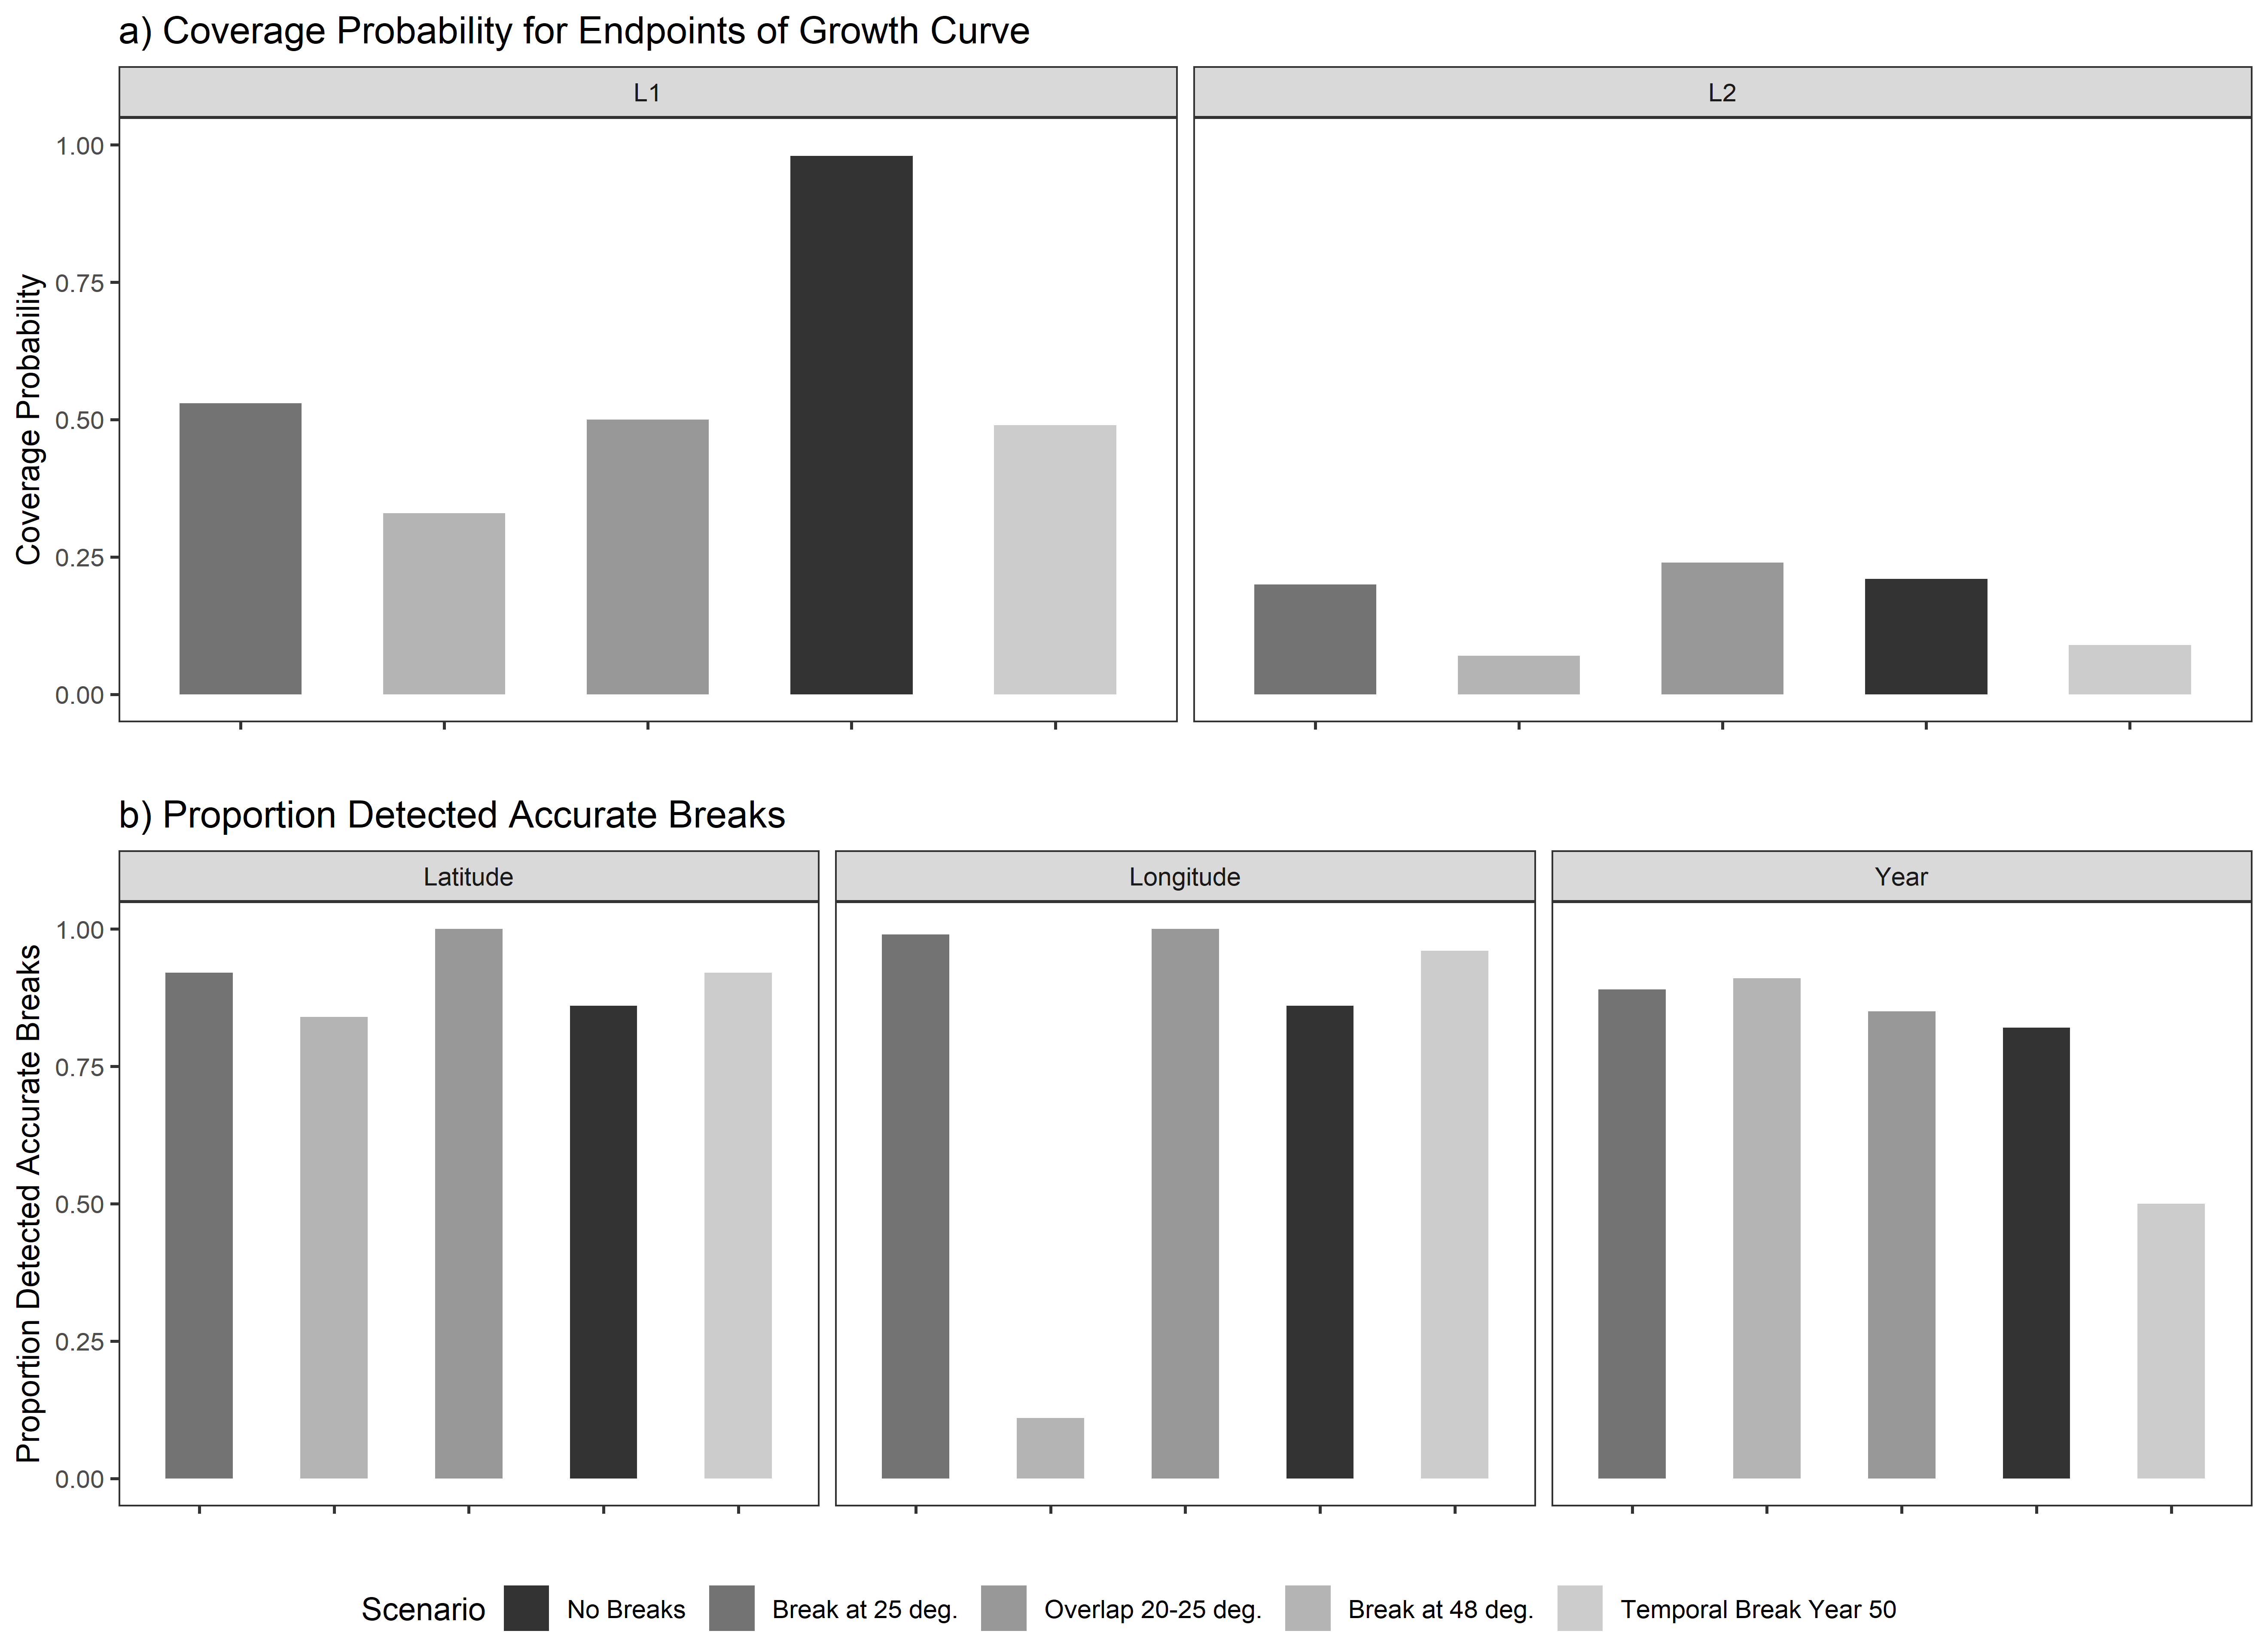 a) Coverage Probability for Endpoints of Growth Curve
L1
L2
Coverage Probability
1.00
0.75
0.50
0.25
0.00
b) Proportion Detected Accurate Breaks
Latitude
Longitude
Year
Proportion Detected Accurate Breaks
1.00
0.75
0.50
0.25
0.00
Scenario No Breaks Break at 25 deg. Overlap 20-25 deg. Break at 48 deg. Temporal Break Year 50